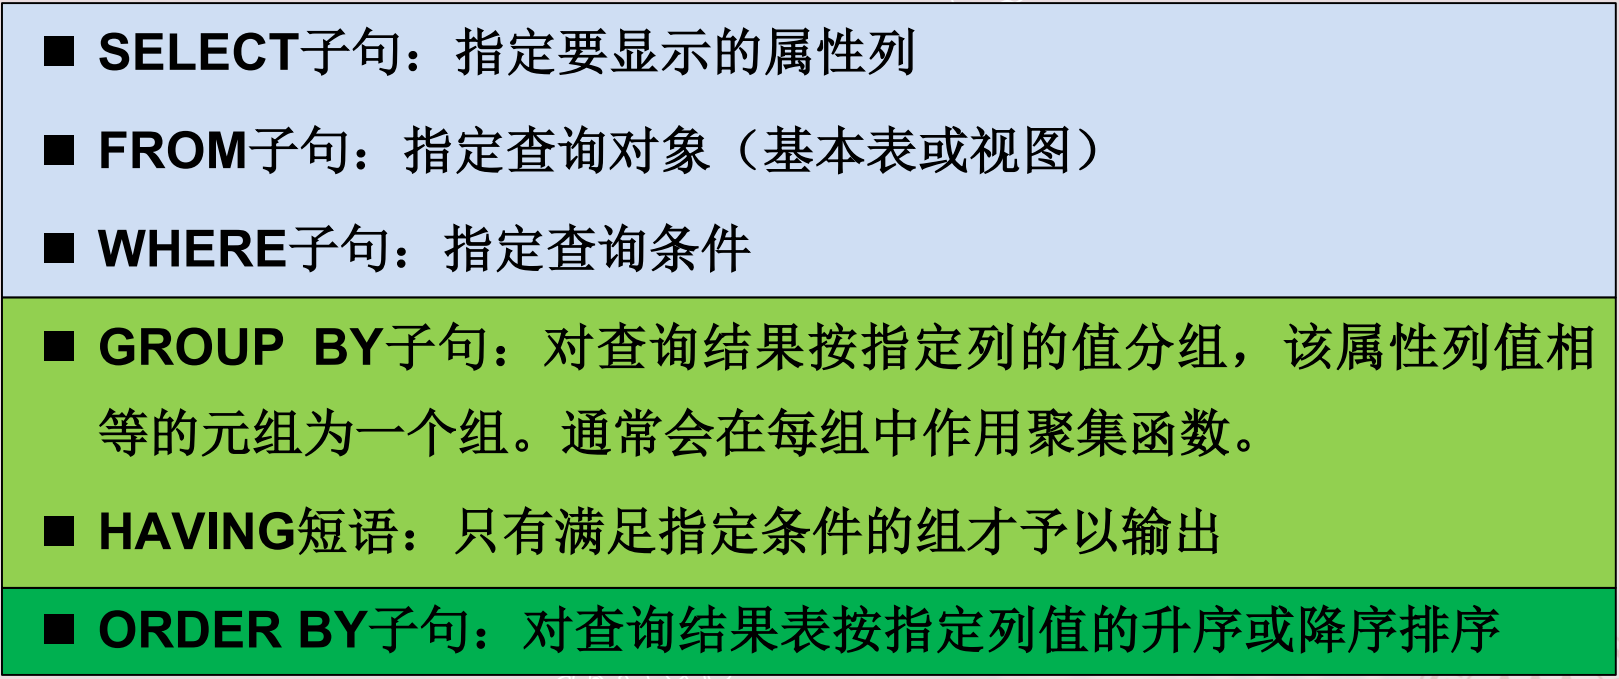 ■ SELECT子句：指定要显示的属性列
■ FROM子句：指定查询对象（基本表或视图）
■ WHERE子句：指定查询条件
■ GROUP BY子句：对查询结果按指定列的值分组，该属性列值相
等的元组为一个组。通常会在每组中作用聚集函数。
■ HAVING短语：只有满足指定条件的组才予以输出
■ ORDER BY子句：对查询结果表按指定列值的升序或降序排序